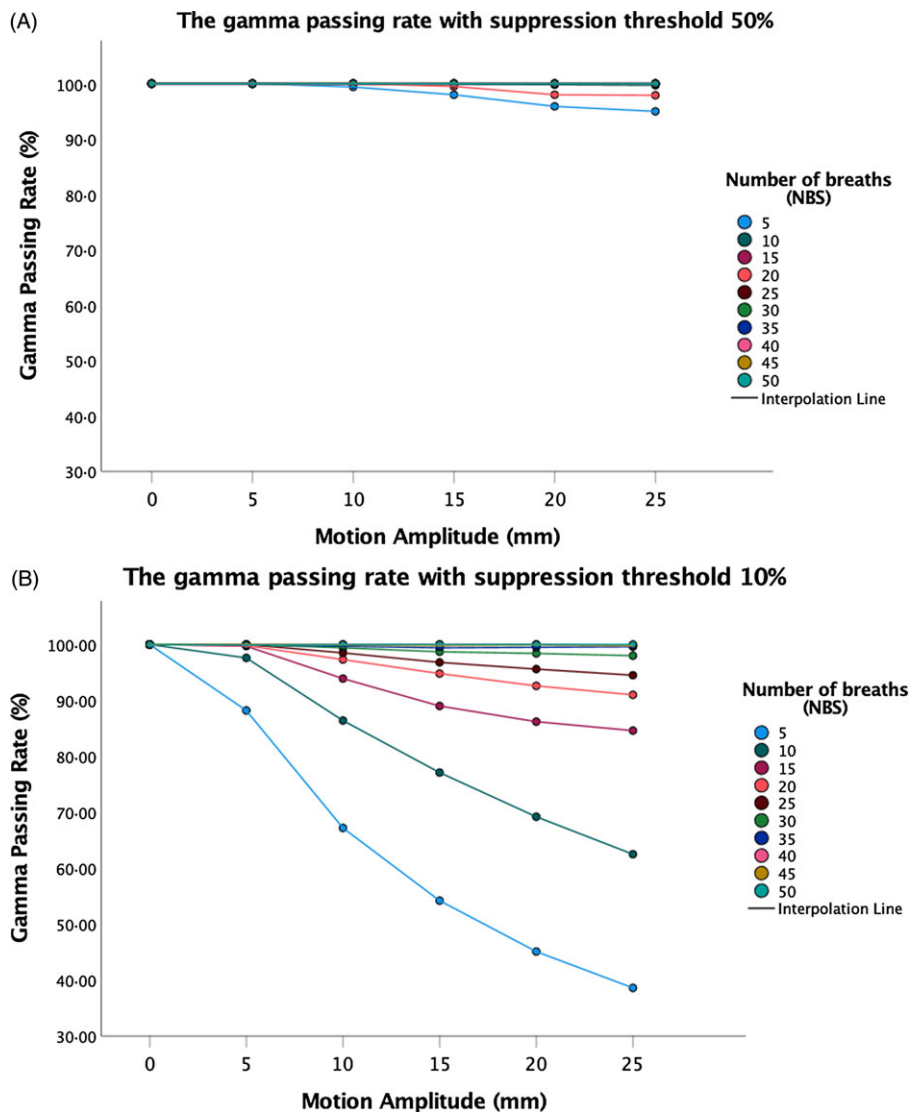 (A)
The gamma passing rate with suppression threshold 50%
Gamma Passing Rate (%)
100·0
90·0
80·0
70·0
60·0
50·0
40·0
30·0
0 5 10 15 20 25
Motion Amplitude (mm)
Number of breaths
(NBS)
5
10
15
20
25
30
35
40
45
50
Interpolation Line
(B)
The gamma passing rate with suppression threshold 10%
Gamma Passing Rate (%)
100·00
90·00
80·00
70·00
60·00
50·00
40·00
30·00
0 5 10 15 20 25
Motion Amplitude (mm)
Number of breaths
(NBS)
5
10
15
20
25
30
35
40
45
50
Interpolation Line